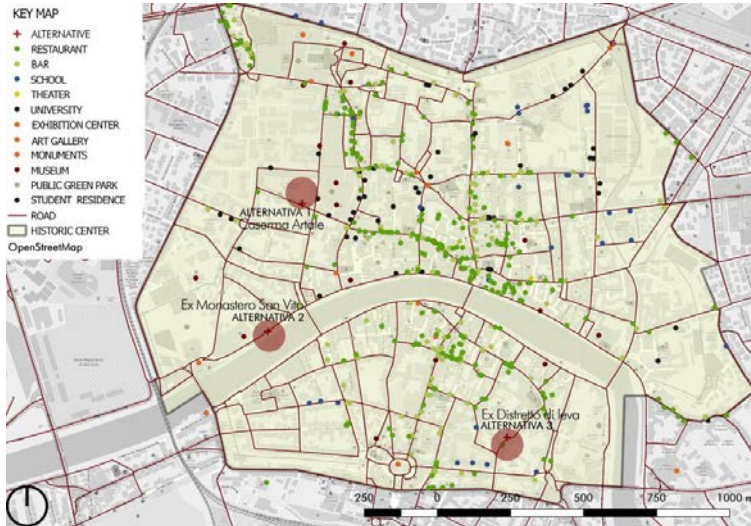 KEY MAP
ALTERNATIVE
RESTAURANT
BAR
SCHOOL
THEATER
UNIVERSITY
EXHIBITION CENTER
ART GALLERY
MONUMENTS
MUSEUM
PUBLIC GREEN PARK
STUDENT RESIDENCE
ROAD
HISTORIC CENTER
OpenStreetMap
ALTERNATIVA 1
Caserma Artale
Ex Monastero San Vito
ALTERNATIVA 2
Ex Distretto di leva
ALTERNATIVA 3
250 0 250 500 750 1000 m